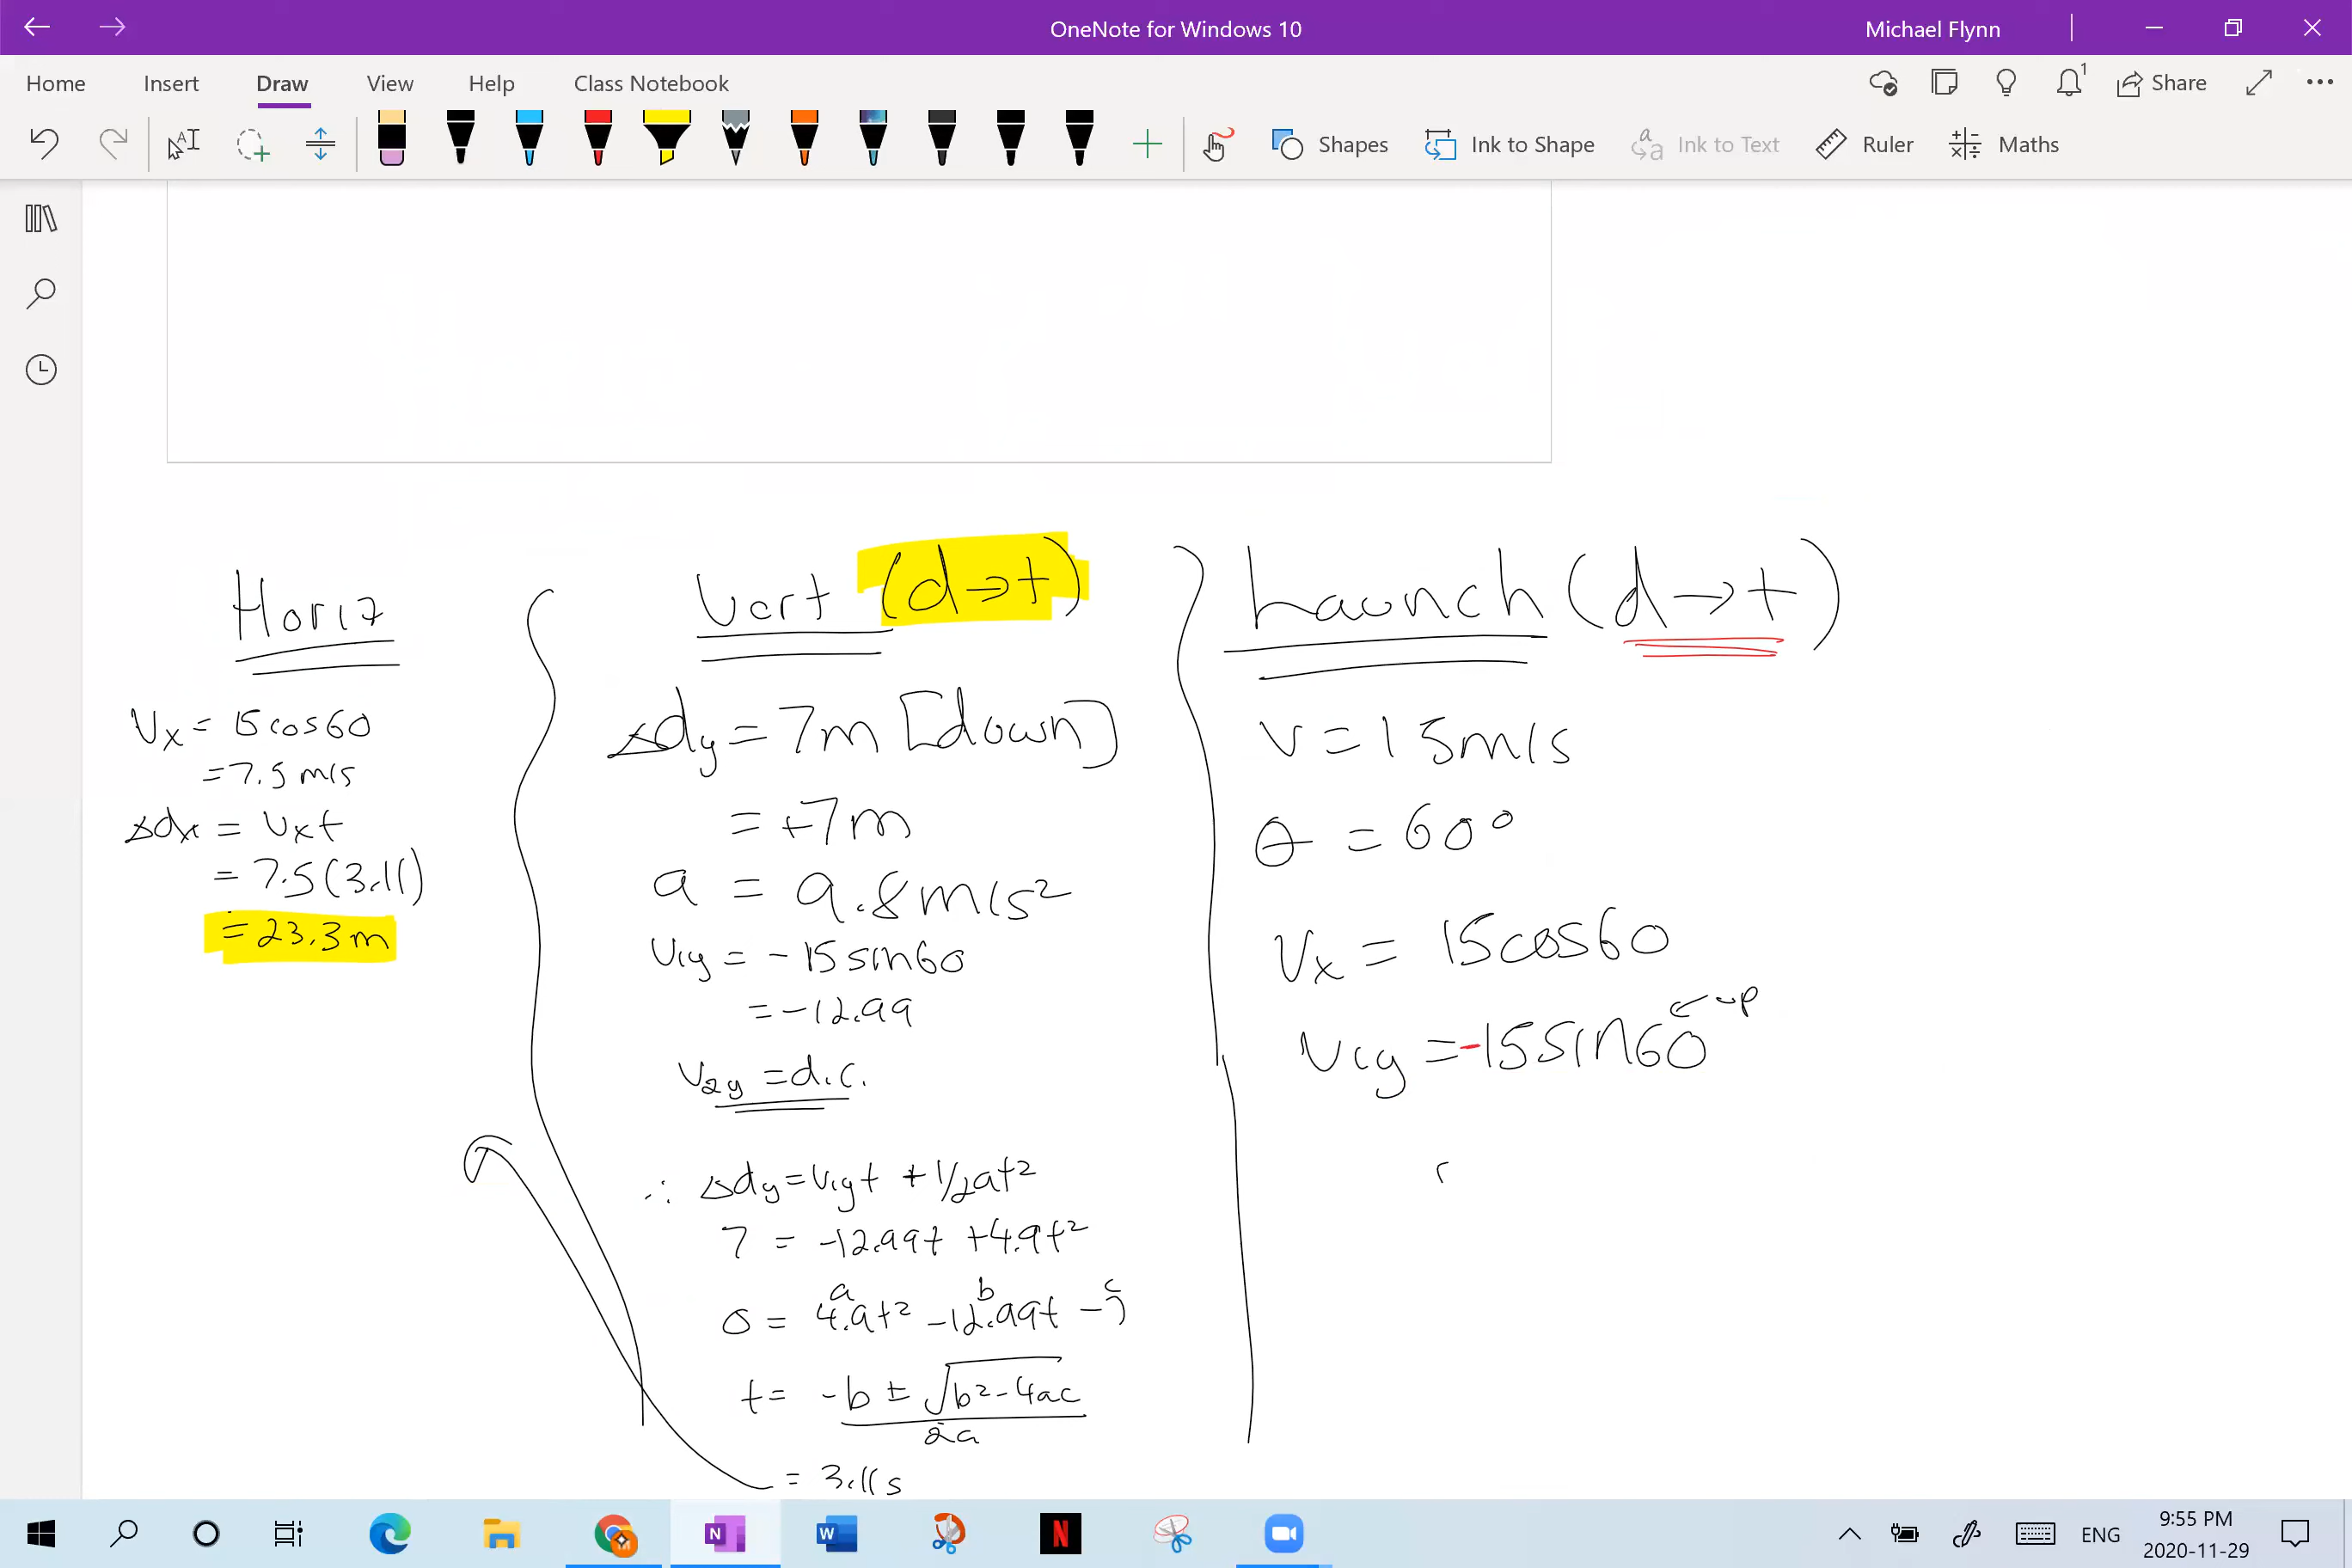 OneNote for Windows 10
Michael Flynn
Home Insert Draw View Help Class Notebook
1
Share
Shapes Ink to Shape Ink to Text Ruler Maths
Horiz
Vx = 15cos60
= 7.5 m/s
Δdx = Vxt
= 7.5(3.11)
= 23.3m
Vert (d→t)
Δdy = 7m [down]
= +7m
a = 9.8m/s²
V1y = -15sin60
= -12.99
V2y = d.c.
∴ Δdy = V1yt + 1/2at²
7 = -12.99t + 4.9t²
a b c
0 = 4.9t² - 12.99t - 7
t = -b ± √b² - 4ac
2a
= 3.11s
Launch (d→t)
V = 15m/s
θ = 60°
Vx = 15cos60
← up
V1y = -15sin60
ENG
9:55 PM
2020-11-29